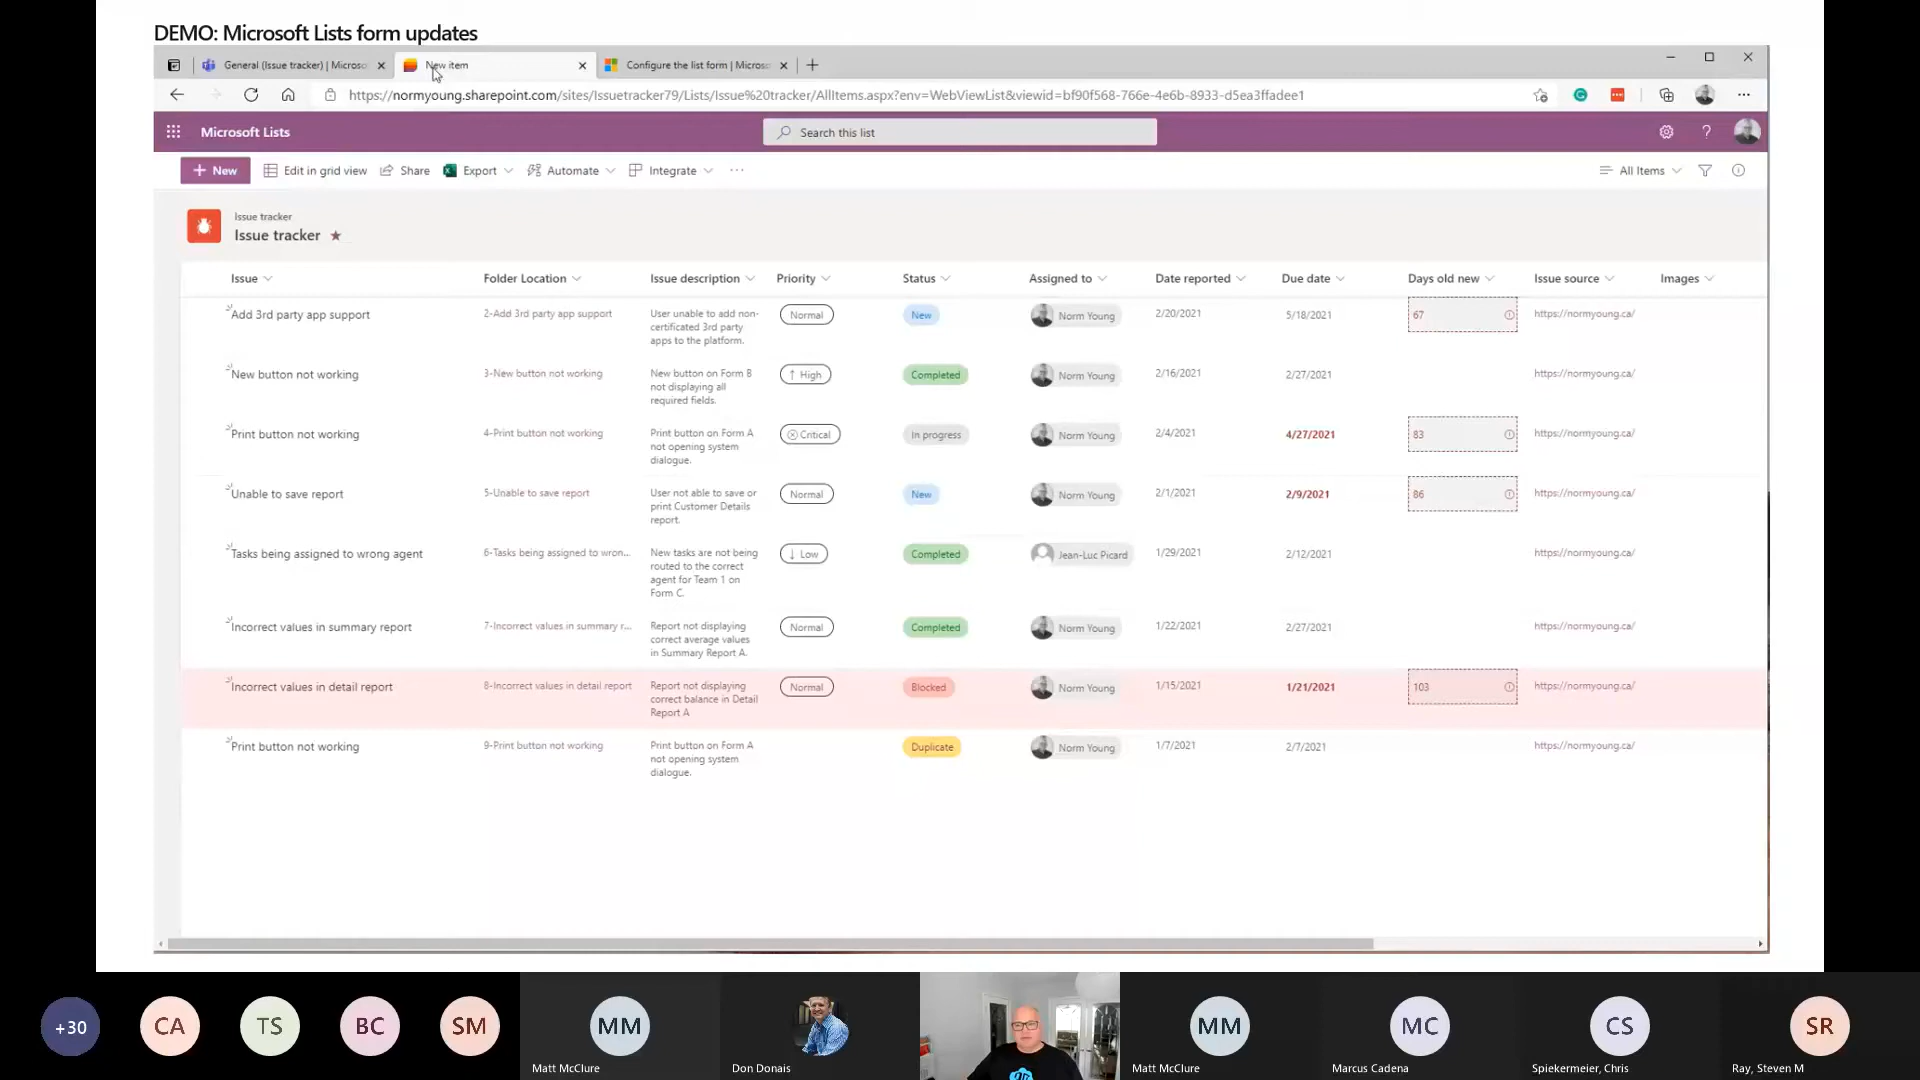 DEMO: Microsoft Lists form updates
General (Issue tracker) | Microso
New item
Configure the list form | Microso
https://normyoung.sharepoint.com/sites/Issuetracker79/Lists/Issue%20tracker/AllItems.aspx?env=WebViewList&viewid=bf90f568-766e-4e6b-8933-d5ea3ffadee1
Microsoft Lists
Search this list
New
Edit in grid view
Share
Export
Automate
Integrate
All Items
Issue tracker
Issue tracker
Issue Folder Location Issue description Priority Status Assigned to Date reported Due date Days old new Issue source Images
Add 3rd party app support 2-Add 3rd party app support User unable to add non- Normal New Norm Young 2/20/2021 5/18/2021 67 https://normyoung.ca/
certificated 3rd party
apps to the platform.
New button not working 3-New button not working New button on Form B High Completed Norm Young 2/16/2021 2/27/2021 https://normyoung.ca/
not displaying all
required fields.
Print button not working 4-Print button not working Print button on Form A Critical In progress Norm Young 2/4/2021 4/27/2021 83 https://normyoung.ca/
not opening system
dialogue.
Unable to save report 5-Unable to save report User not able to save or Normal New Norm Young 2/1/2021 2/9/2021 86 https://normyoung.ca/
print Customer Details
report.
Tasks being assigned to wrong agent 6-Tasks being assigned to wron... New tasks are not being Low Completed Jean-Luc Picard 1/29/2021 2/12/2021 https://normyoung.ca/
routed to the correct
agent for Team 1 on
Form C.
Incorrect values in summary report 7-Incorrect values in summary r... Report not displaying Normal Completed Norm Young 1/22/2021 2/27/2021 https://normyoung.ca/
correct average values
in Summary Report A.
Incorrect values in detail report 8-Incorrect values in detail report Report not displaying Normal Blocked Norm Young 1/15/2021 1/21/2021 103 https://normyoung.ca/
correct balance in Detail
Report A
Print button not working 9-Print button not working Print button on Form A Duplicate Norm Young 1/7/2021 2/7/2021 https://normyoung.ca/
not opening system
dialogue.
+30 CA TS BC SM MM MM MC CS SR
Matt McClure Don Donais Matt McClure Marcus Cadena Spiekermeier, Chris Ray, Steven M